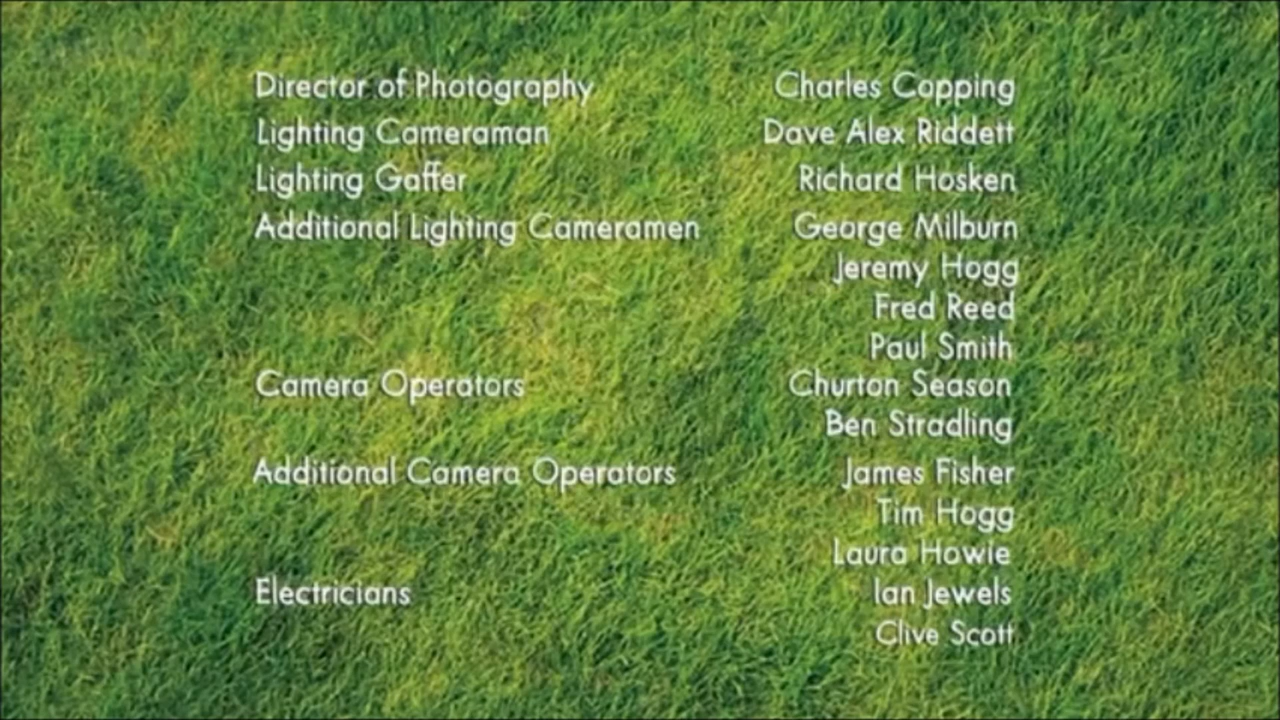 Director of Photography Charles Copping
Lighting Cameraman Dave Alex Riddett
Lighting Gaffer Richard Hosken
Additional Lighting Cameramen George Milburn
Jeremy Hogg
Fred Reed
Paul Smith
Camera Operators Churton Season
Ben Stradling
Additional Camera Operators James Fisher
Tim Hogg
Laura Howie
Electricians Ian Jewels
Clive Scott